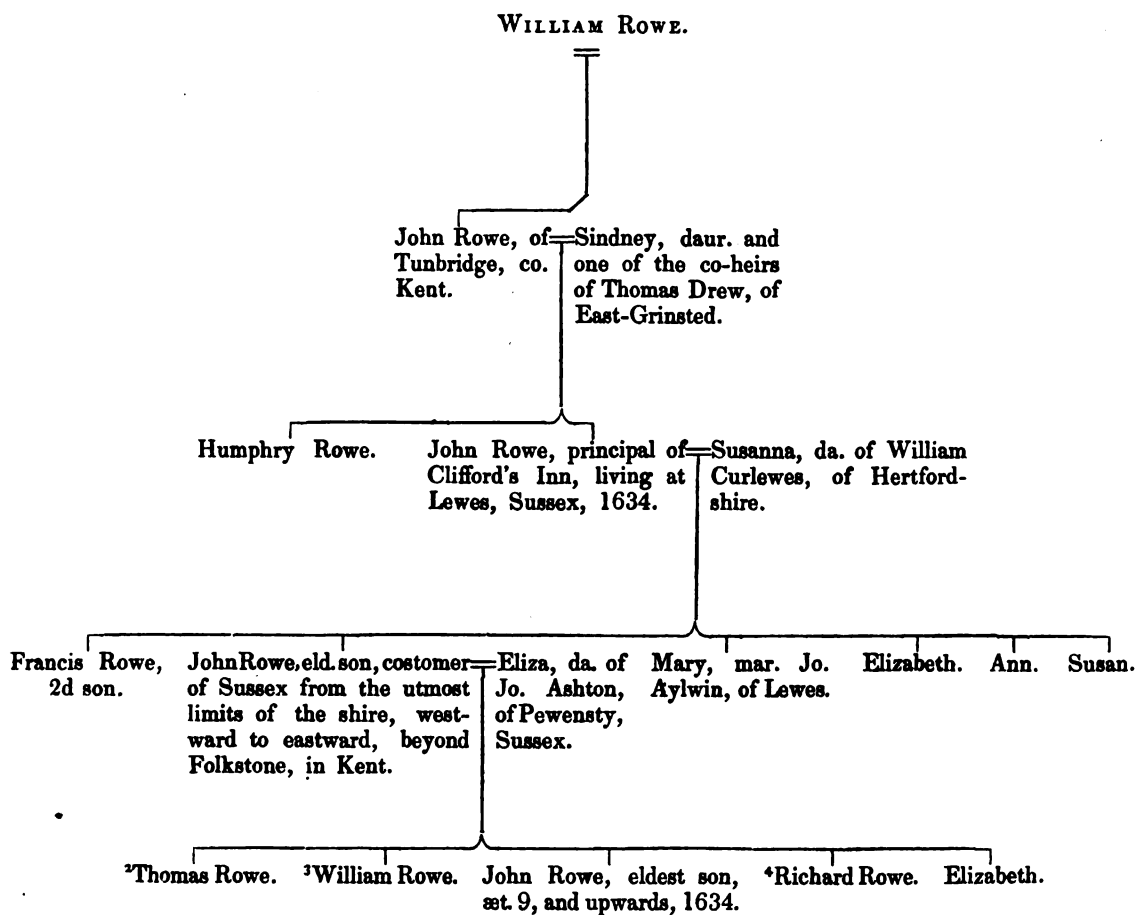 WILLIAM ROWE.
John Rowe, of
Tunbridge, co.
Kent.
Sindney, daur. and
one of the co-heirs
of Thomas Drew, of
East-Grinsted.
Humphry Rowe.
John Rowe, principal of
Clifford's Inn, living at
Lewes, Sussex, 1634.
Susanna, da. of William
Curlewes, of Hertford-
shire.
Francis Rowe,
2d son.
John Rowe, eld. son, costomer
of Sussex from the utmost
limits of the shire, west-
ward to eastward, beyond
Folkstone, in Kent.
Eliza, da. of
Jo. Ashton,
of Pewensty,
Sussex.
Mary, mar. Jo.
Aylwin, of Lewes.
Elizabeth.
Ann.
Susan.
²Thomas Rowe.
³William Rowe.
John Rowe, eldest son,
æt. 9, and upwards, 1634.
⁴Richard Rowe.
Elizabeth.